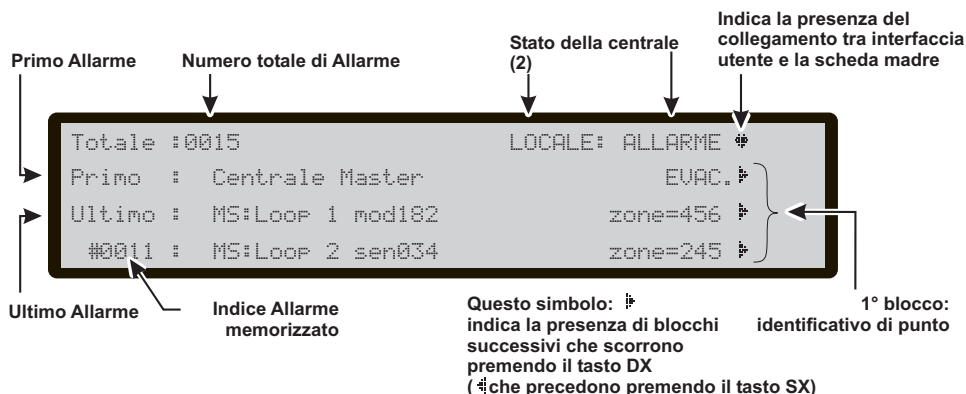 Indica la presenza del
collegamento tra interfaccia
utente e la scheda madre
Stato della centrale
(2)
Primo Allarme
Numero totale di Allarme
Totale :0015 LOCALE: ALLARME
Primo : Centrale Master EVAC.
Ultimo : MS:Loop 1 mod182 zone=456
#0011 : MS:Loop 2 sen034 zone=245
Ultimo Allarme
Indice Allarme
memorizzato
Questo simbolo:
indica la presenza di blocchi
successivi che scorrono
premendo il tasto DX
( che precedono premendo il tasto SX)
1° blocco:
identificativo di punto